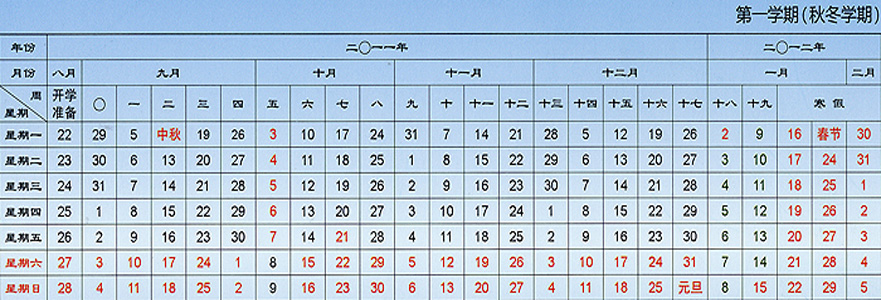 第一学期(秋冬学期)
年份 二〇一一年 二〇一二年
月份 八月 九月 十月 十一月 十二月 一月 二月
周 星期 开学准备 〇 一 二 三 四 五 六 七 八 九 十 十一 十二 十三 十四 十五 十六 十七 十八 十九 寒假
星期一 22 29 5 中秋 19 26 3 10 17 24 31 7 14 21 28 5 12 19 26 2 9 16 春节 30
星期二 23 30 6 13 20 27 4 11 18 25 1 8 15 22 29 6 13 20 27 3 10 17 24 31
星期三 24 31 7 14 21 28 5 12 19 26 2 9 16 23 30 7 14 21 28 4 11 18 25 1
星期四 25 1 8 15 22 29 6 13 20 27 3 10 17 24 1 8 15 22 29 5 12 19 26 2
星期五 26 2 9 16 23 30 7 14 21 28 4 11 18 25 2 9 16 23 30 6 13 20 27 3
星期六 27 3 10 17 24 1 8 15 22 29 5 12 19 26 3 10 17 24 31 7 14 21 28 4
星期日 28 4 11 18 25 2 9 16 23 30 6 13 20 27 4 11 18 25 元旦 8 15 22 29 5